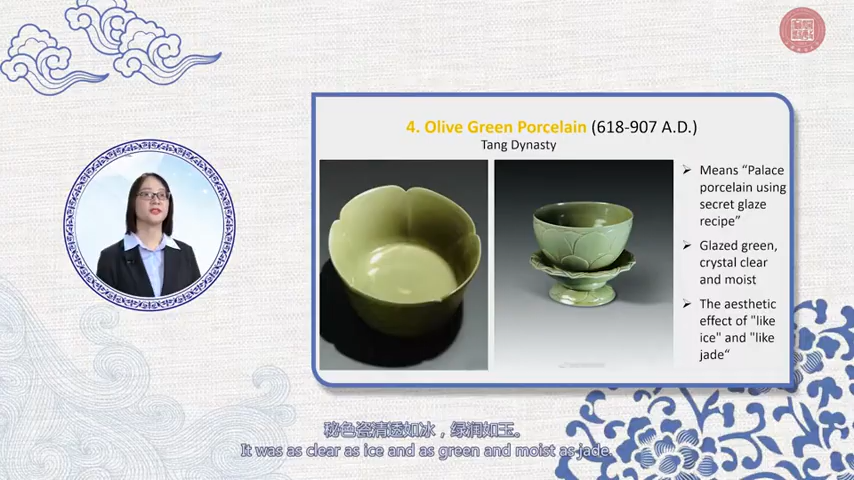 4. Olive Green Porcelain (618-907 A.D.)
Tang Dynasty
Means “Palace
porcelain using
secret glaze
recipe”
Glazed green,
crystal clear
and moist
The aesthetic
effect of "like
ice" and "like
jade“
秘色瓷清透如冰，绿润如玉。
It was as clear as ice and as green and moist as jade.